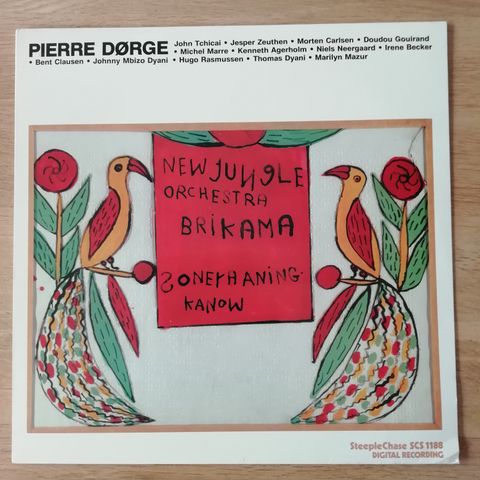 PIERRE DØRGE John Tchicai • Jesper Zeuthen • Morten Carlsen • Doudou Gouirand
• Michel Marre • Kenneth Agerholm • Niels Neergaard • Irene Becker
• Bent Clausen • Johnny Mbizo Dyani • Hugo Rasmussen • Thomas Dyani • Marilyn Mazur
NEW JUNGLE
ORCHESTRA
BRiKAMA
SONEYHANING.
KANOW
SteepleChase SCS 1188
DIGITAL RECORDING